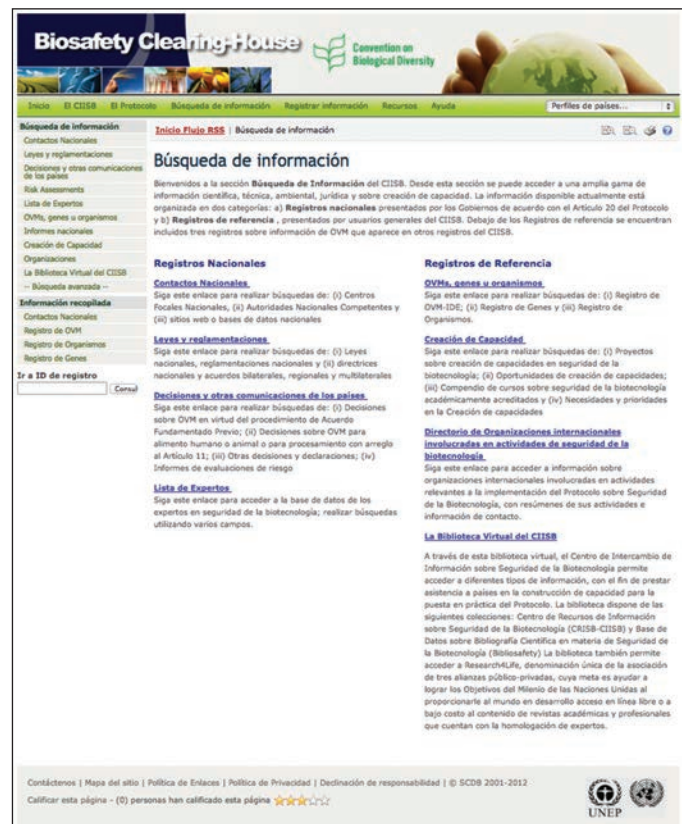 Biosafety Clearing-House
Convention on
Biological Diversity
Inicio El CIISB El Protocolo Búsqueda de información Registrar información Recursos Ayuda
Perfiles de países...
Búsqueda de información
Contactos Nacionales
Leyes y reglamentaciones
Decisiones y otras comunicaciones
de los países
Risk Assessments
Lista de Expertos
OVMs, genes u organismos
Informes nacionales
Creación de Capacidad
Organizaciones
La Biblioteca Virtual del CIISB
-- Búsqueda avanzada --
Información recopilada
Contactos Nacionales
Registro de OVM
Registro de Organismos
Registro de Genes
Ir a ID de registro
Consul
Inicio Flujo RSS | Búsqueda de información
Búsqueda de información
Bienvenidos a la sección Búsqueda de Información del CIISB. Desde esta sección se puede acceder a una amplia gama de
información científica, técnica, ambiental, jurídica y sobre creación de capacidad. La información disponible actualmente está
organizada en dos categorías: a) Registros nacionales presentados por los Gobiernos de acuerdo con el Artículo 20 del Protocolo
y b) Registros de referencia , presentados por usuarios generales del CIISB. Debajo de los Registros de referencia se encuentran
incluidos tres registros sobre información de OVM que aparece en otros registros del CIISB.
Registros Nacionales
Contactos Nacionales
Siga este enlace para realizar búsquedas de: (i) Centros
Focales Nacionales, (ii) Autoridades Nacionales Competentes y
(iii) sitios web o bases de datos nacionales
Leyes y reglamentaciones
Siga este enlace para realizar búsquedas de: (i) Leyes
nacionales, reglamentaciones nacionales y (ii) directrices
nacionales y acuerdos bilaterales, regionales y multilaterales
Decisiones y otras comunicaciones de los países
Siga este enlace para realizar búsquedas de: (i) Decisiones
sobre OVM en virtud del procedimiento de Acuerdo
Fundamentado Previo; (ii) Decisiones sobre OVM para
alimento humano o animal o para procesamiento con arreglo
al Artículo 11; (iii) Otras decisiones y declaraciones; (iv)
Informes de evaluaciones de riesgo
Lista de Expertos
Siga este enlace para acceder a la base de datos de los
expertos en seguridad de la biotecnología; realizar búsquedas
utilizando varios campos.
Registros de Referencia
OVMs, genes u organismos
Siga este enlace para realizar búsquedas de: (i) Registro de
OVM-IDE; (ii) Registro de Genes y (iii) Registro de
Organismos.
Creación de Capacidad
Siga este enlace para realizar búsquedas de: (i) Proyectos
sobre creación de capacidades en seguridad de la
biotecnología; (ii) Oportunidades de creación de capacidades;
(iii) Compendio de cursos sobre seguridad de la biotecnología
académicamente acreditados y (iv) Necesidades y prioridades
en la Creación de capacidades
Directorio de Organizaciones internacionales
involucradas en actividades de seguridad de la
biotecnología
Siga este enlace para acceder a información sobre
organizaciones internacionales involucradas en actividades
relevantes a la implementación del Protocolo sobre Seguridad
de la Biotecnología, con resúmenes de sus actividades e
información de contacto.
La Biblioteca Virtual del CIISB
A través de esta biblioteca virtual, el Centro de Intercambio de
Información sobre Seguridad de la Biotecnología permite
acceder a diferentes tipos de información, con el fin de prestar
asistencia a países en la construcción de capacidad para la
puesta en práctica del Protocolo. La biblioteca dispone de las
siguientes colecciones: Centro de Recursos de Información
sobre Seguridad de la Biotecnología (CRISB-CIISB) y Base de
Datos sobre Bibliografía Científica en materia de Seguridad de
la Biotecnología (Bibliosafety) La biblioteca también permite
acceder a Research4Life, denominación única de la asociación
de tres alianzas público-privadas, cuya meta es ayudar a
lograr los Objetivos del Milenio de las Naciones Unidas al
proporcionarle al mundo en desarrollo acceso en línea libre o a
bajo costo al contenido de revistas académicas y profesionales
que cuentan con la homologación de expertos.
Contáctenos | Mapa del sitio | Política de Enlaces | Política de Privacidad | Declinación de responsabilidad | © SCDB 2001-2012
Calificar esta página - (0) personas han calificado esta página
UNEP